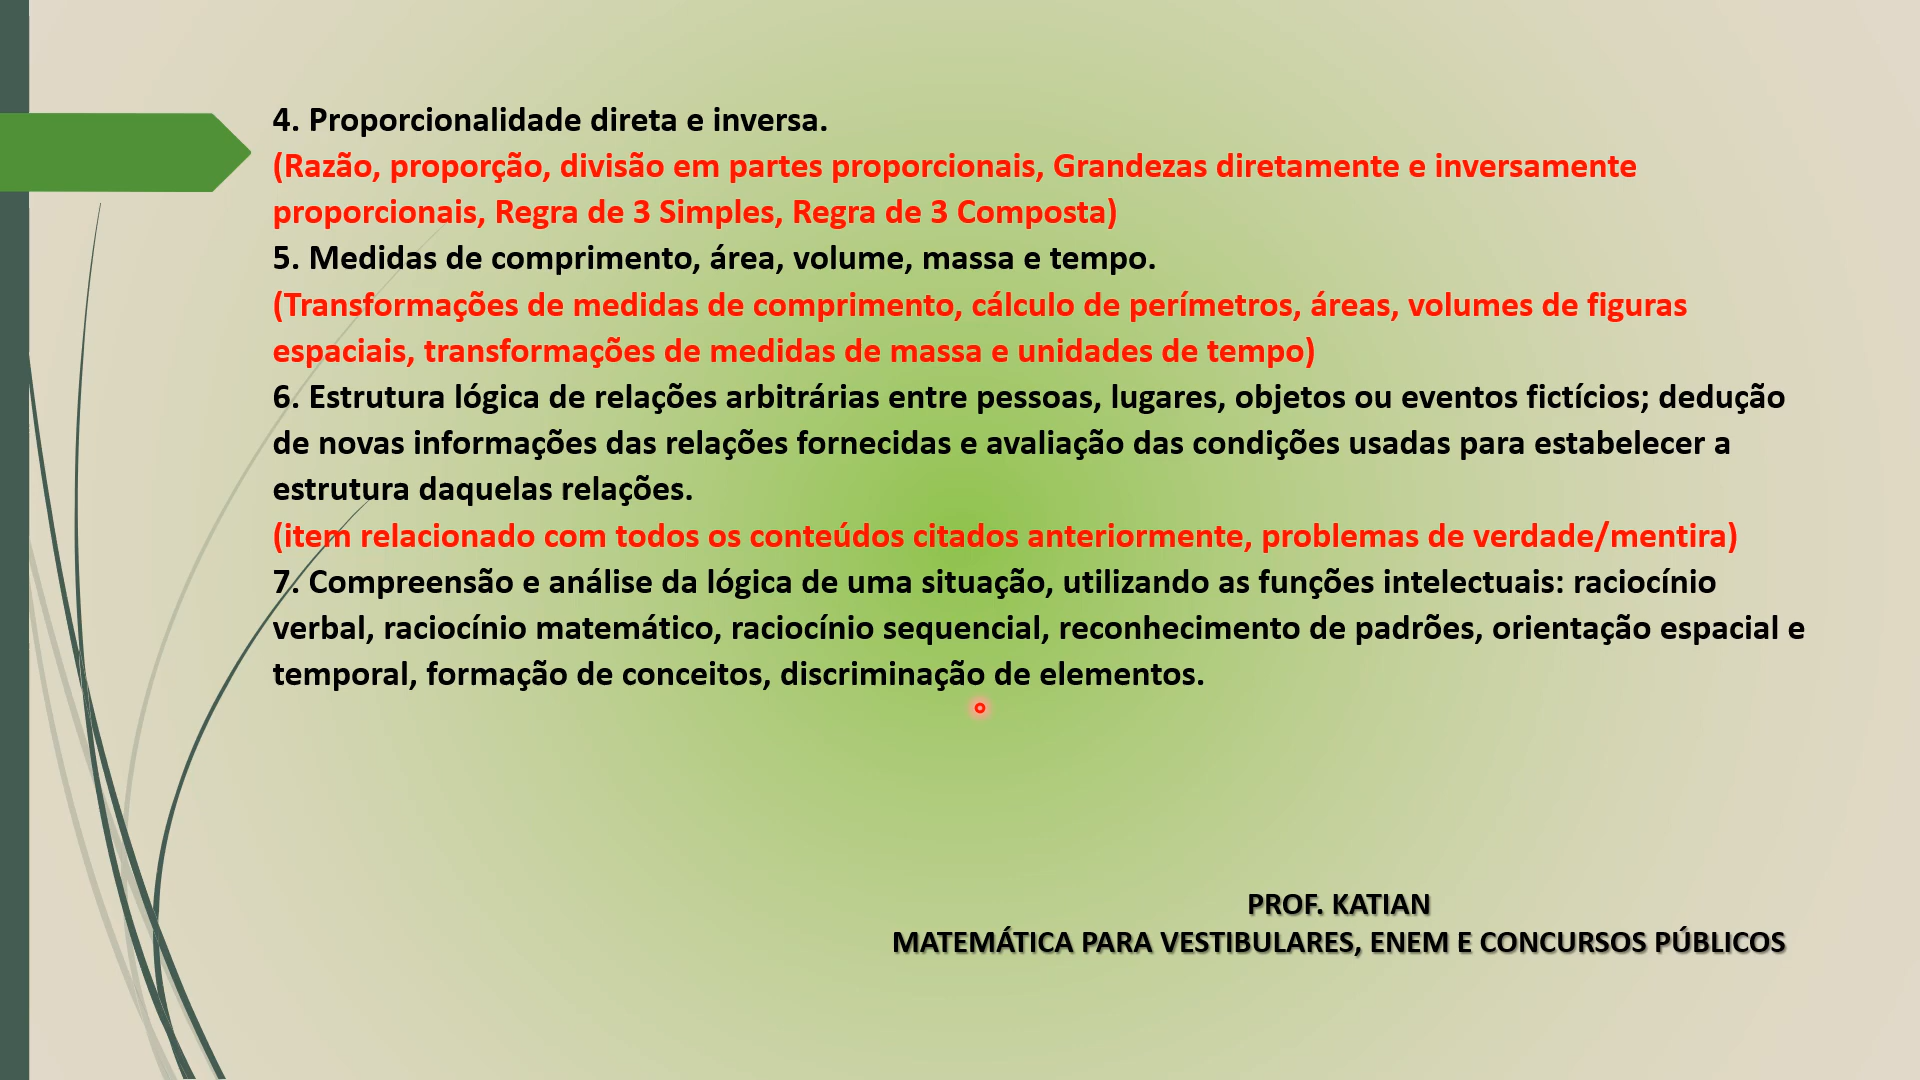 4. Proporcionalidade direta e inversa.
(Razão, proporção, divisão em partes proporcionais, Grandezas diretamente e inversamente
proporcionais, Regra de 3 Simples, Regra de 3 Composta)
5. Medidas de comprimento, área, volume, massa e tempo.
(Transformações de medidas de comprimento, cálculo de perímetros, áreas, volumes de figuras
espaciais, transformações de medidas de massa e unidades de tempo)
6. Estrutura lógica de relações arbitrárias entre pessoas, lugares, objetos ou eventos fictícios; dedução
de novas informações das relações fornecidas e avaliação das condições usadas para estabelecer a
estrutura daquelas relações.
(item relacionado com todos os conteúdos citados anteriormente, problemas de verdade/mentira)
7. Compreensão e análise da lógica de uma situação, utilizando as funções intelectuais: raciocínio
verbal, raciocínio matemático, raciocínio sequencial, reconhecimento de padrões, orientação espacial e
temporal, formação de conceitos, discriminação de elementos.
PROF. KATIAN
MATEMÁTICA PARA VESTIBULARES, ENEM E CONCURSOS PÚBLICOS